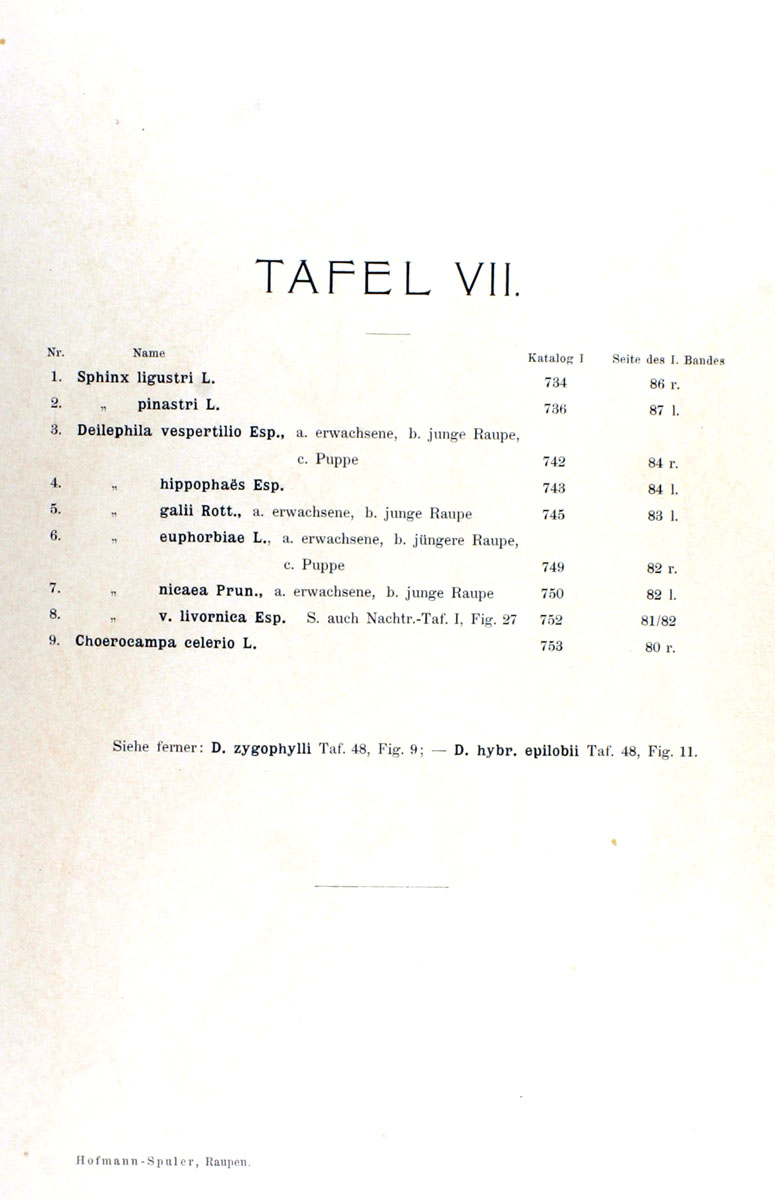 TAFEL VII.
Nr. Name Katalog I Seite des I. Bandes
1. Sphinx ligustri L. 734 86 r.
2. „ pinastri L. 736 87 l.
3. Deilephila vespertilio Esp., a. erwachsene, b. junge Raupe,
c. Puppe 742 84 r.
4. „ hippophaës Esp. 743 84 l.
5. „ galii Rott., a. erwachsene, b. junge Raupe 745 83 l.
6. „ euphorbiae L., a. erwachsene, b. jüngere Raupe,
c. Puppe 749 82 r.
7. „ nicaea Prun., a. erwachsene, b. junge Raupe 750 82 l.
8. „ v. livornica Esp. S. auch Nachtr.-Taf. I, Fig. 27 752 81/82
9. Choerocampa celerio L. 753 80 r.
Siehe ferner: D. zygophylli Taf. 48, Fig. 9; — D. hybr. epilobii Taf. 48, Fig. 11.
Hofmann-Spuler, Raupen.